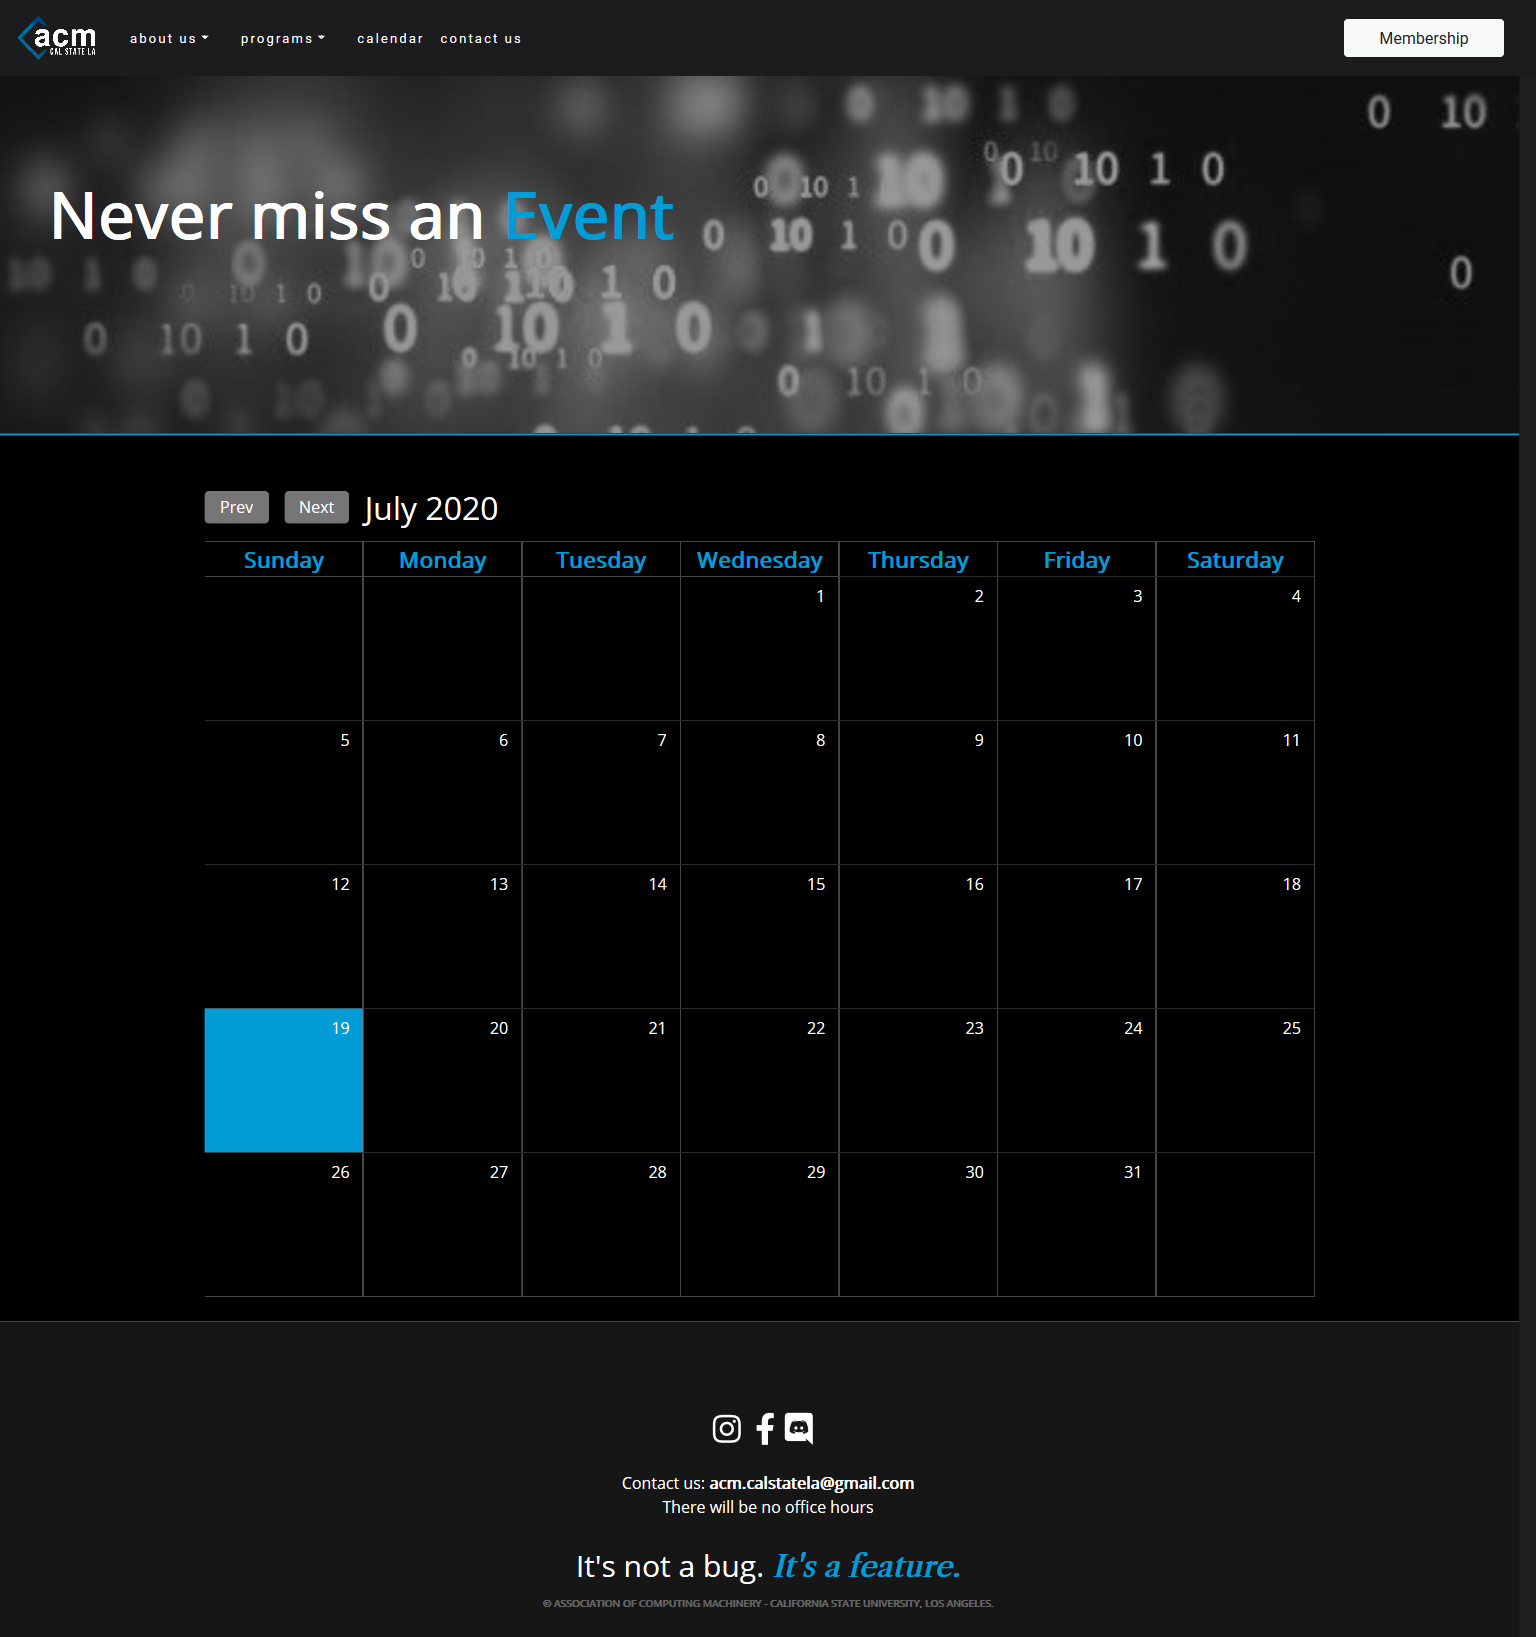 acm
CAL STATE LA
about us programs calendar contact us Membership
Never miss an Event
Prev Next July 2020
Sunday Monday Tuesday Wednesday Thursday Friday Saturday
1 2 3 4
5 6 7 8 9 10 11
12 13 14 15 16 17 18
19 20 21 22 23 24 25
26 27 28 29 30 31
Contact us: acm.calstatela@gmail.com
There will be no office hours
It's not a bug. It's a feature.
© ASSOCIATION OF COMPUTING MACHINERY - CALIFORNIA STATE UNIVERSITY, LOS ANGELES.